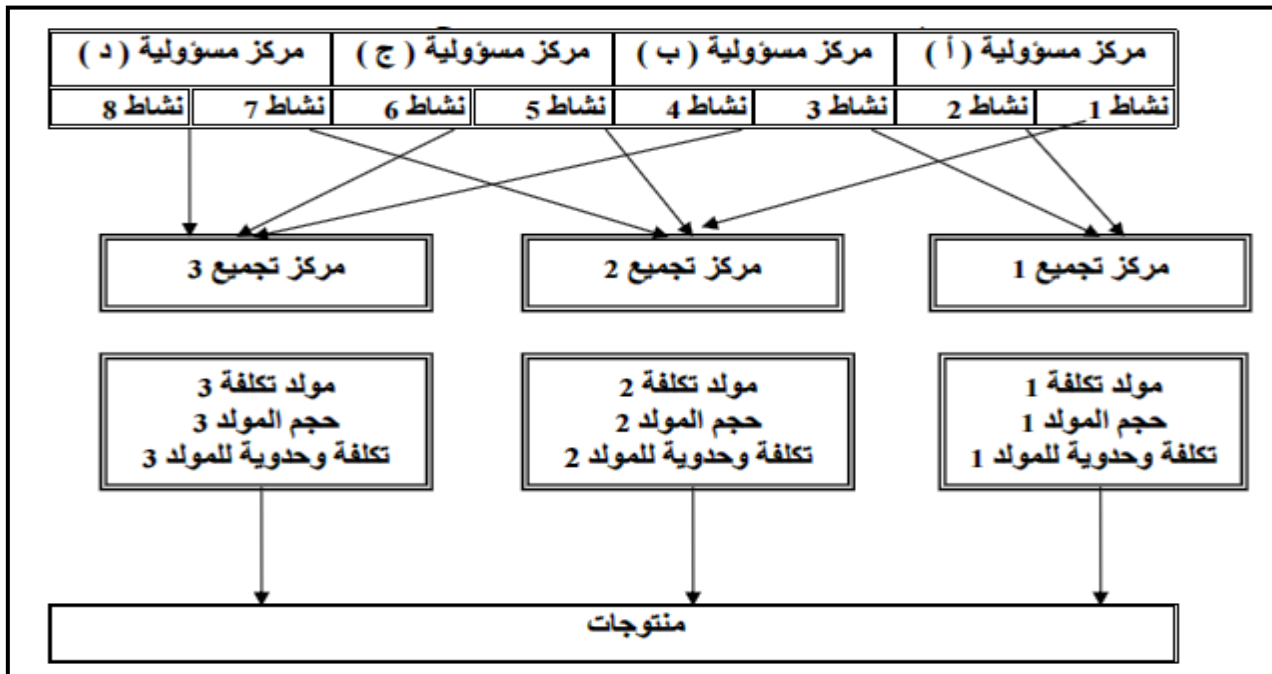 مركز مسؤولية ( أ ) مركز مسؤولية ( ب ) مركز مسؤولية ( ج ) مركز مسؤولية ( د )
نشاط 1 نشاط 2 نشاط 3 نشاط 4 نشاط 5 نشاط 6 نشاط 7 نشاط 8
مركز تجميع 1 مركز تجميع 2 مركز تجميع 3
مولد تكلفة 1
حجم المولد 1
تكلفة وحدوية للمولد 1
مولد تكلفة 2
حجم المولد 2
تكلفة وحدوية للمولد 2
مولد تكلفة 3
حجم المولد 3
تكلفة وحدوية للمولد 3
منتوجات